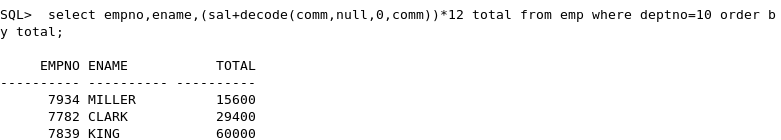 SQL>  select empno,ename,(sal+decode(comm,null,0,comm))*12 total from emp where deptno=10 order b
y total;
     EMPNO ENAME           TOTAL
---------- ---------- ----------
      7934 MILLER          15600
      7782 CLARK           29400
      7839 KING            60000